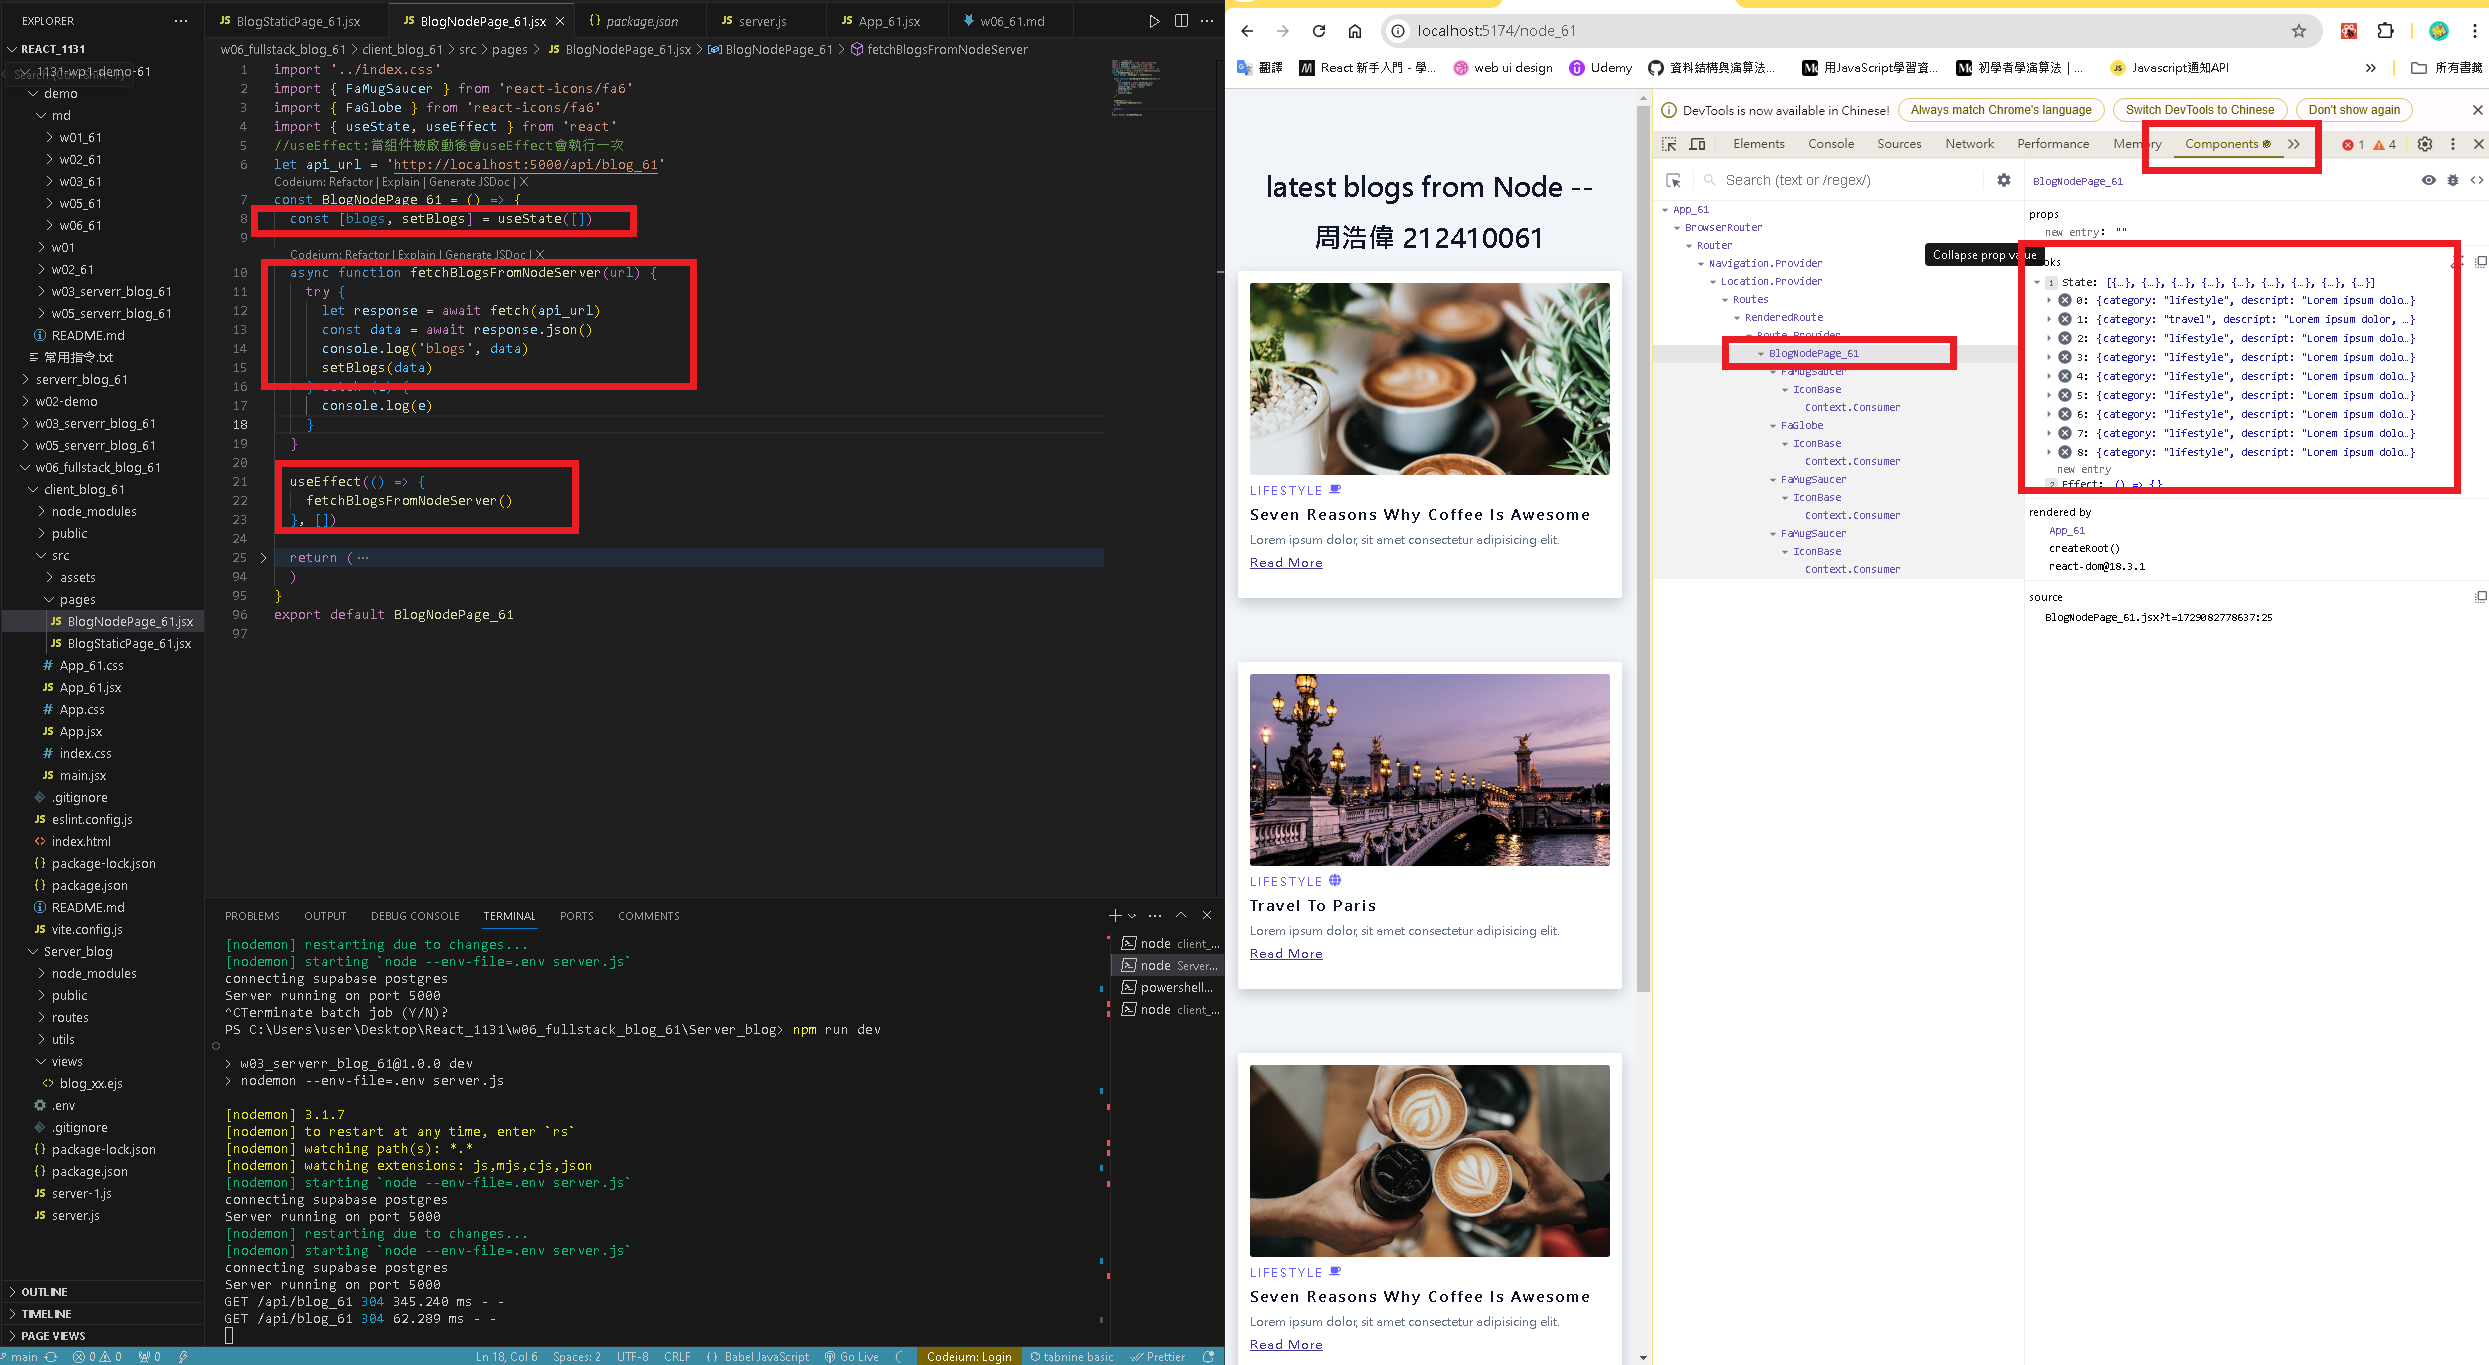 EXPLORER
REACT_1131
1131-wp1-demo-61
demo
md
w01_61
w02_61
w03_61
w05_61
w06_61
w01
w02_61
w03_serverr_blog_61
w05_serverr_blog_61
README.md
常用指令.txt
serverr_blog_61
w02-demo
w03_serverr_blog_61
w05_serverr_blog_61
w06_fullstack_blog_61
client_blog_61
node_modules
public
src
assets
pages
BlogNodePage_61.jsx
BlogStaticPage_61.jsx
App_61.css
App_61.jsx
App.css
App.jsx
index.css
main.jsx
.gitignore
eslint.config.js
index.html
package-lock.json
package.json
README.md
vite.config.js
Server_blog
node_modules
public
routes
utils
views
blog_xx.ejs
.env
.gitignore
package-lock.json
package.json
server-1.js
server.js
OUTLINE
TIMELINE
PAGE VIEWS
BlogStaticPage_61.jsx
BlogNodePage_61.jsx
package.json
server.js
App_61.jsx
w06_61.md
w06_fullstack_blog_61 > client_blog_61 > src > pages > JS BlogNodePage_61.jsx > BlogNodePage_61 > fetchBlogsFromNodeServer
1 import '../index.css'
2 import { FaMugSaucer } from 'react-icons/fa6'
3 import { FaGlobe } from 'react-icons/fa6'
4 import { useState, useEffect } from 'react'
5 //useEffect:當組件被啟動後會useEffect會執行一次
6 let api_url = 'http://localhost:5000/api/blog_61'
Codeium: Refactor | Explain | Generate JSDoc | X
7 const BlogNodePage_61 = () => {
8 const [blogs, setBlogs] = useState([])
9
Codeium: Refactor | Explain | Generate JSDoc | X
10 async function fetchBlogsFromNodeServer(url) {
11 try {
12 let response = await fetch(api_url)
13 const data = await response.json()
14 console.log('blogs', data)
15 setBlogs(data)
16
17 console.log(e)
18 }
19 }
20
21 useEffect(() => {
22 fetchBlogsFromNodeServer()
23 }, [])
24
25 return (…
94 )
95 }
96 export default BlogNodePage_61
97
PROBLEMS OUTPUT DEBUG CONSOLE TERMINAL PORTS COMMENTS
[nodemon] restarting due to changes...
[nodemon] starting `node --env-file=.env server.js`
connecting supabase postgres
Server running on port 5000
^CTerminate batch job (Y/N)?
PS C:\Users\user\Desktop\React_1131\w06_fullstack_blog_61\Server_blog> npm run dev
> w03_serverr_blog_61@1.0.0 dev
> nodemon --env-file=.env server.js
[nodemon] 3.1.7
[nodemon] to restart at any time, enter `rs`
[nodemon] watching path(s): *.*
[nodemon] watching extensions: js,mjs,cjs,json
[nodemon] starting `node --env-file=.env server.js`
connecting supabase postgres
Server running on port 5000
[nodemon] restarting due to changes...
[nodemon] starting `node --env-file=.env server.js`
connecting supabase postgres
Server running on port 5000
GET /api/blog_61 304 345.240 ms - -
GET /api/blog_61 304 62.289 ms - -
node client_...
node Server...
powershell...
node client_...
main 0 0 0 Ln 18, Col 6 Spaces: 2 UTF-8 CRLF {} Babel JavaScript Go Live Codeium: Login tabnine basic Prettier
localhost:5174/node_61
翻譯
React 新手入門 - 學...
web ui design
Udemy
資料結構與演算法...
用JavaScript學習資...
初學者學演算法 | ...
Javascript通知API
所有書籤
latest blogs from Node --
周浩偉 212410061
LIFESTYLE
Seven Reasons Why Coffee Is Awesome
Lorem ipsum dolor, sit amet consectetur adipisicing elit.
Read More
LIFESTYLE
Travel To Paris
Lorem ipsum dolor, sit amet consectetur adipisicing elit.
Read More
LIFESTYLE
Seven Reasons Why Coffee Is Awesome
Lorem ipsum dolor, sit amet consectetur adipisicing elit.
Read More
DevTools is now available in Chinese! Always match Chrome's language Switch DevTools to Chinese Don't show again
Elements Console Sources Network Performance Memory Components 1 4
Search (text or /regex/)
App_61
BrowserRouter
Router
Navigation.Provider
Location.Provider
Routes
RenderedRoute
Route.Provider
BlogNodePage_61
FaMugSaucer
IconBase
Context.Consumer
FaGlobe
IconBase
Context.Consumer
FaMugSaucer
IconBase
Context.Consumer
FaMugSaucer
IconBase
Context.Consumer
BlogNodePage_61
props
new entry: ""
Collapse prop value
1 State: [{…}, {…}, {…}, {…}, {…}, {…}, {…}, {…}, {…}]
0: {category: "lifestyle", descript: "Lorem ipsum dolo…}
1: {category: "travel", descript: "Lorem ipsum dolor, …}
2: {category: "lifestyle", descript: "Lorem ipsum dolo…}
3: {category: "lifestyle", descript: "Lorem ipsum dolo…}
4: {category: "lifestyle", descript: "Lorem ipsum dolo…}
5: {category: "lifestyle", descript: "Lorem ipsum dolo…}
6: {category: "lifestyle", descript: "Lorem ipsum dolo…}
7: {category: "lifestyle", descript: "Lorem ipsum dolo…}
8: {category: "lifestyle", descript: "Lorem ipsum dolo…}
new entry
2 Effect: () => {}
rendered by
App_61
createRoot()
react-dom@18.3.1
source
BlogNodePage_61.jsx?t=1729082778637:25